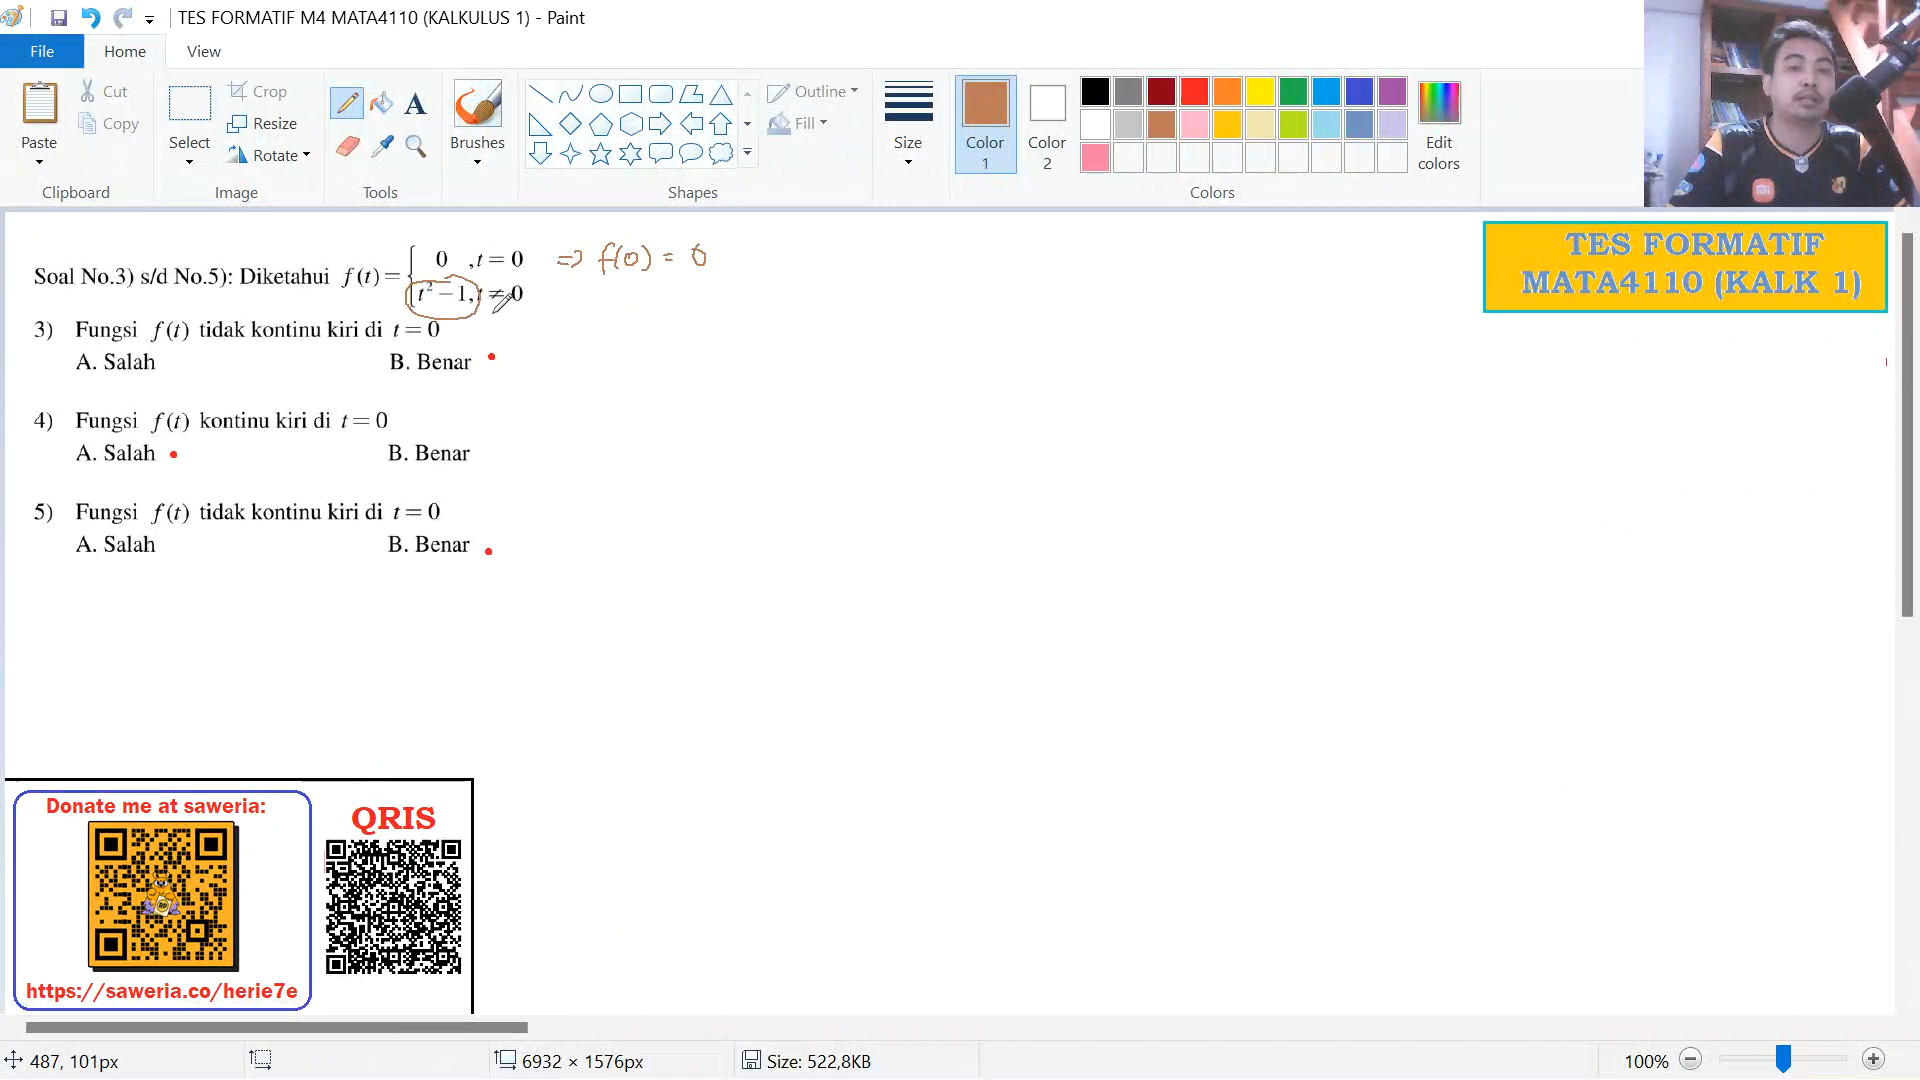 TES FORMATIF M4 MATA4110 (KALKULUS 1) - Paint
File Home View
Paste Cut Copy Clipboard
Select Crop Resize Rotate Image
A Tools
Brushes
Outline Fill Shapes
Size
Color 1 Color 2 Edit colors Colors
TES FORMATIF
MATA4110 (KALK 1)
Soal No.3) s/d No.5): Diketahui f(t) = { 0 , t = 0 ⇒ f(0) = 0
t² − 1, t ≠ 0
3) Fungsi f(t) tidak kontinu kiri di t = 0
A. Salah B. Benar
4) Fungsi f(t) kontinu kiri di t = 0
A. Salah B. Benar
5) Fungsi f(t) tidak kontinu kiri di t = 0
A. Salah B. Benar
Donate me at saweria:
https://saweria.co/herie7e
QRIS
487, 101px 6932 × 1576px Size: 522,8KB 100%